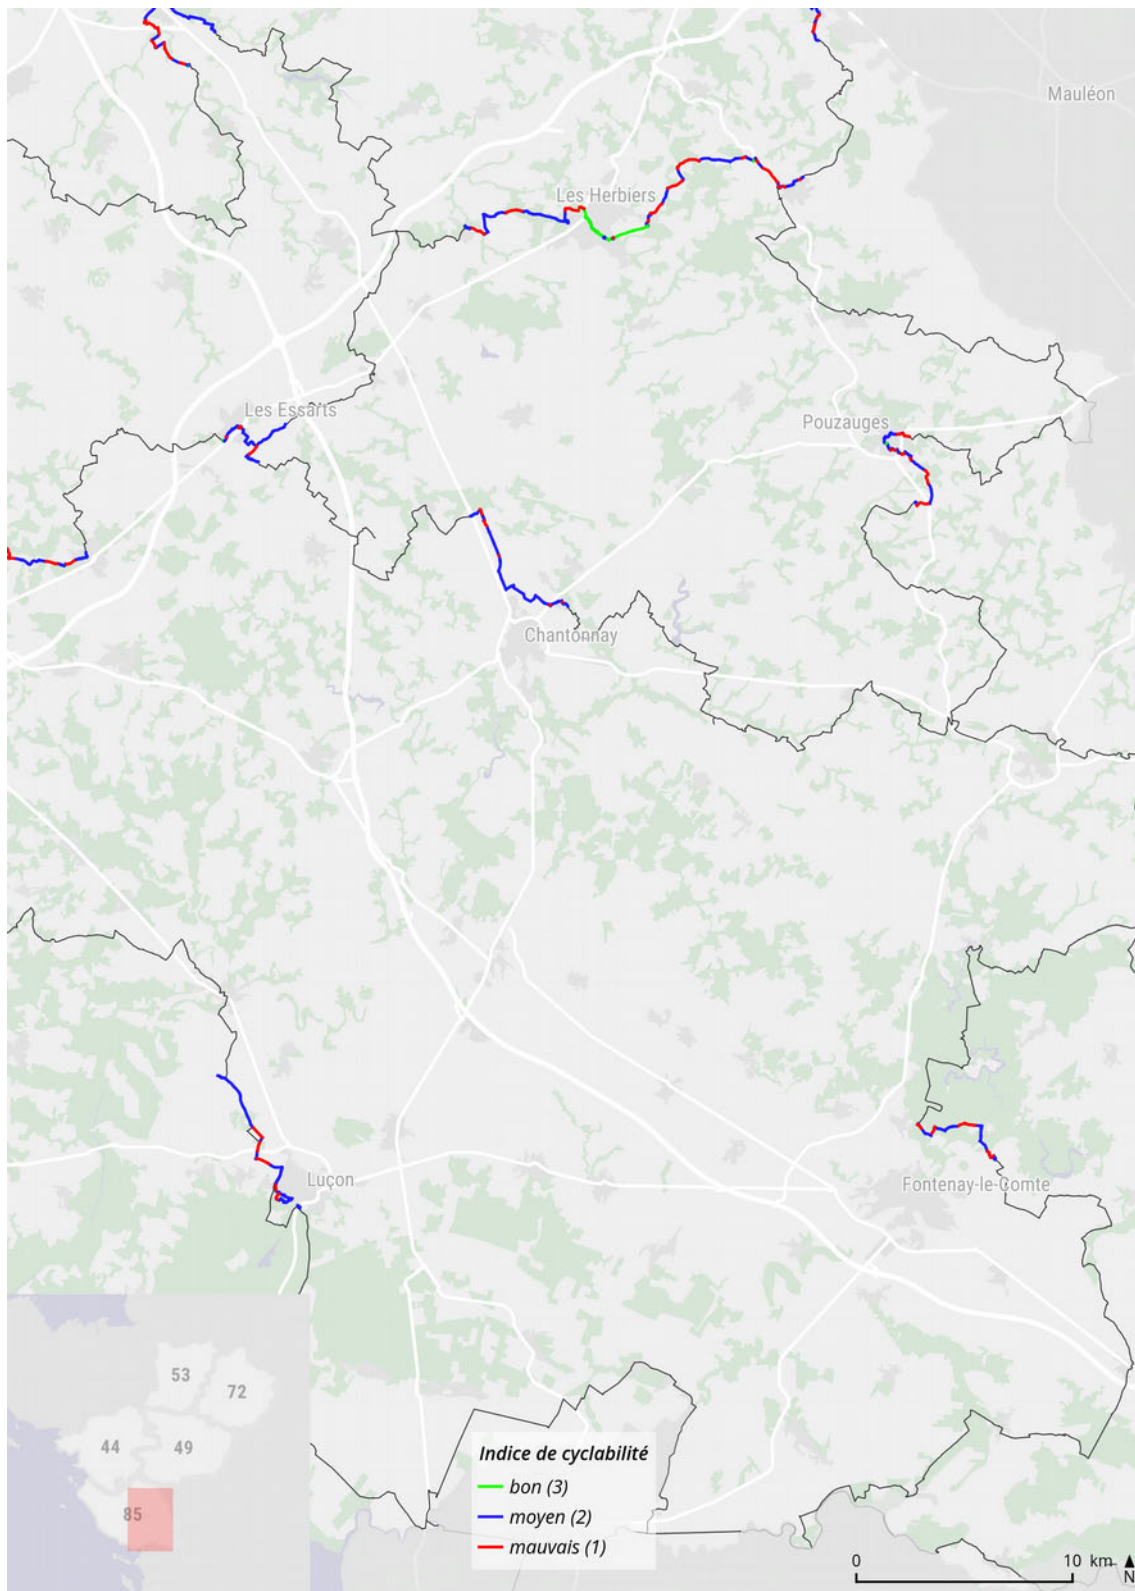 Mauléon
Les Herbiers
Les Essarts
Pouzauges
Chantonnay
Luçon
Fontenay-le-Comte
53
72
44
49
85
Indice de cyclabilité
bon (3)
moyen (2)
mauvais (1)
0 10 km
N